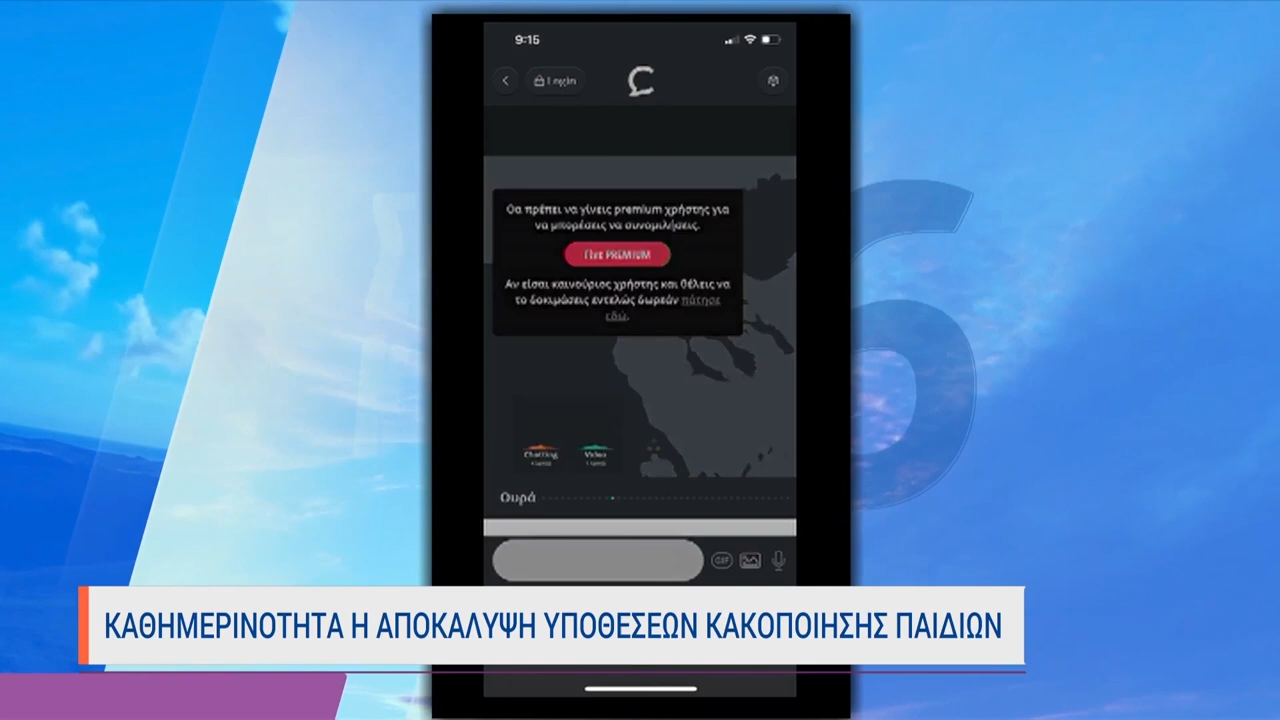 9:15
Login
Θα πρέπει να γίνεις premium χρήστης για
να μπορέσεις να συνομιλήσεις.
Γίνε PREMIUM
Αν είσαι καινούριος χρήστης και θέλεις να
το δοκιμάσεις εντελώς δωρεάν πάτησε
εδώ.
Chatting
Video
Ουρά
GIF
ΚΑΘΗΜΕΡΙΝΟΤΗΤΑ Η ΑΠΟΚΑΛΥΨΗ ΥΠΟΘΕΣΕΩΝ ΚΑΚΟΠΟΙΗΣΗΣ ΠΑΙΔΙΩΝ